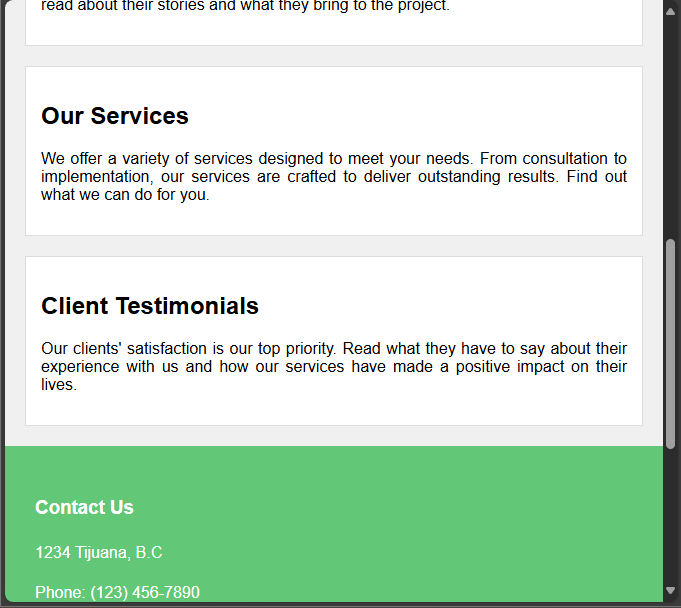 read about their stories and what they bring to the project.
Our Services
We offer a variety of services designed to meet your needs. From consultation to
implementation, our services are crafted to deliver outstanding results. Find out
what we can do for you.
Client Testimonials
Our clients' satisfaction is our top priority. Read what they have to say about their
experience with us and how our services have made a positive impact on their
lives.
Contact Us
1234 Tijuana, B.C
Phone: (123) 456-7890